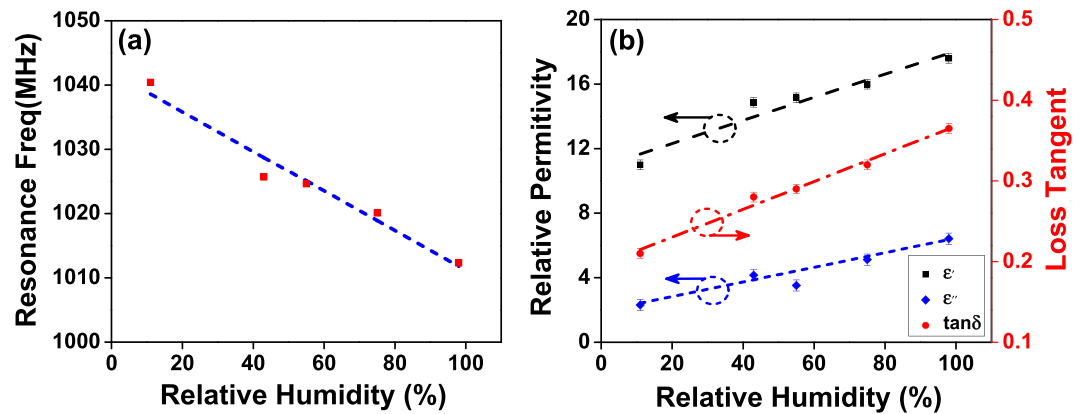 (a)
Resonance Freq(MHz)
1050
1040
1030
1020
1010
1000
0
20
40
60
80
100
Relative Humidity (%)
(b)
Relative Permitivity
20
16
12
8
4
0
0
20
40
60
80
100
Relative Humidity (%)
0.5
0.4
0.3
0.2
0.1
Loss Tangent
ε′
ε′′
tanδ